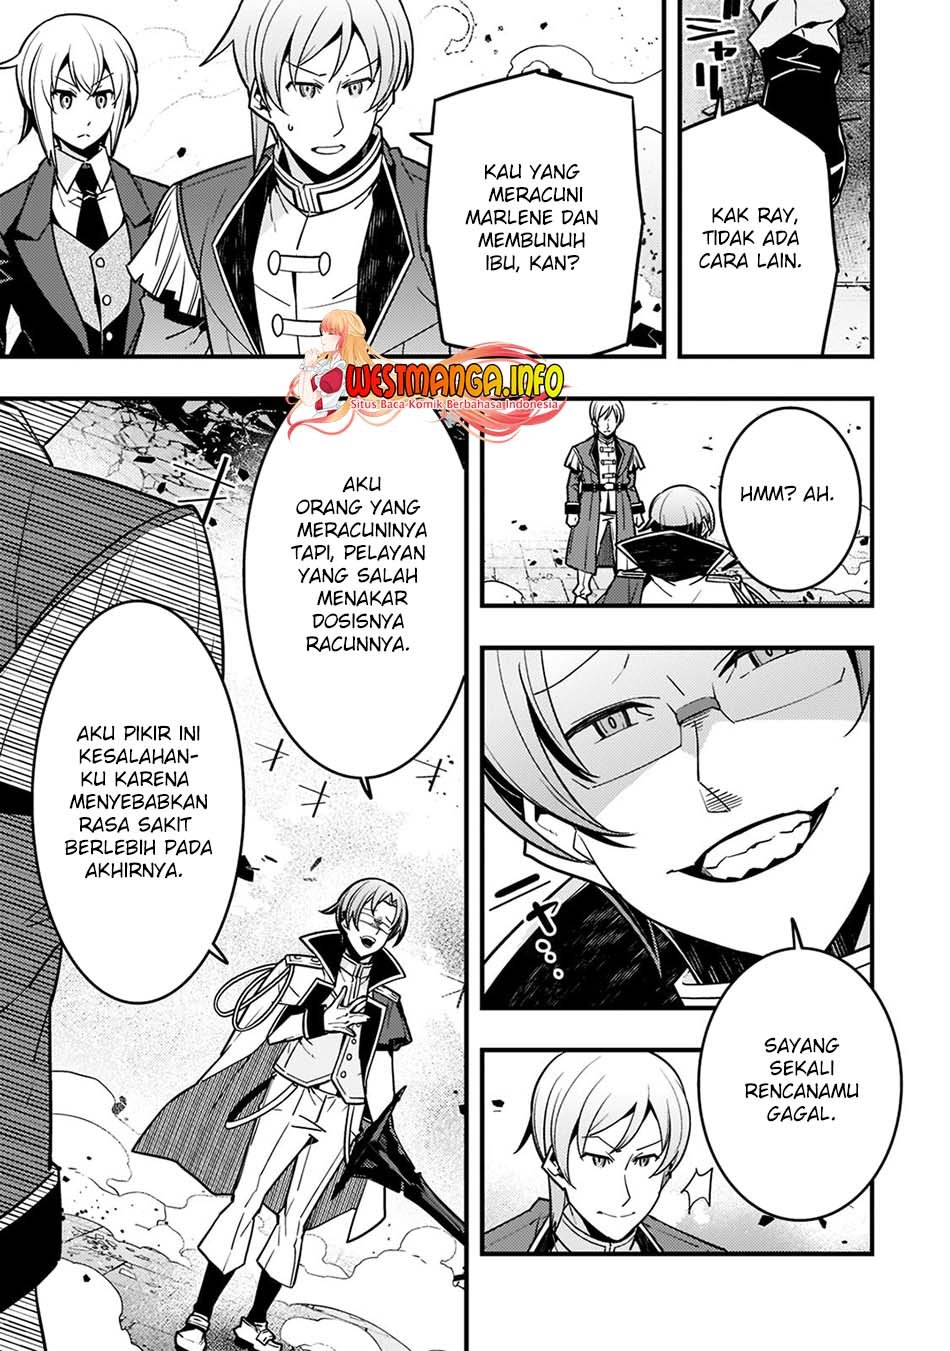 KAK RAY,
TIDAK ADA
CARA LAIN.
KAU YANG
MERACUNI
MARLENE DAN
MEMBUNUH
IBU, KAN?
WESTMANGA.INFO
Situs Baca Komik Berbahasa Indonesia
HMM? AH.
SAYANG
SEKALI
RENCANAMU
GAGAL.
AKU
ORANG YANG
MERACUNINYA
TAPI, PELAYAN
YANG SALAH
MENAKAR
DOSISNYA
RACUNNYA.
AKU PIKIR INI
KESALAHAN-
KU KARENA
MENYEBABKAN
RASA SAKIT
BERLEBIH PADA
AKHIRNYA.